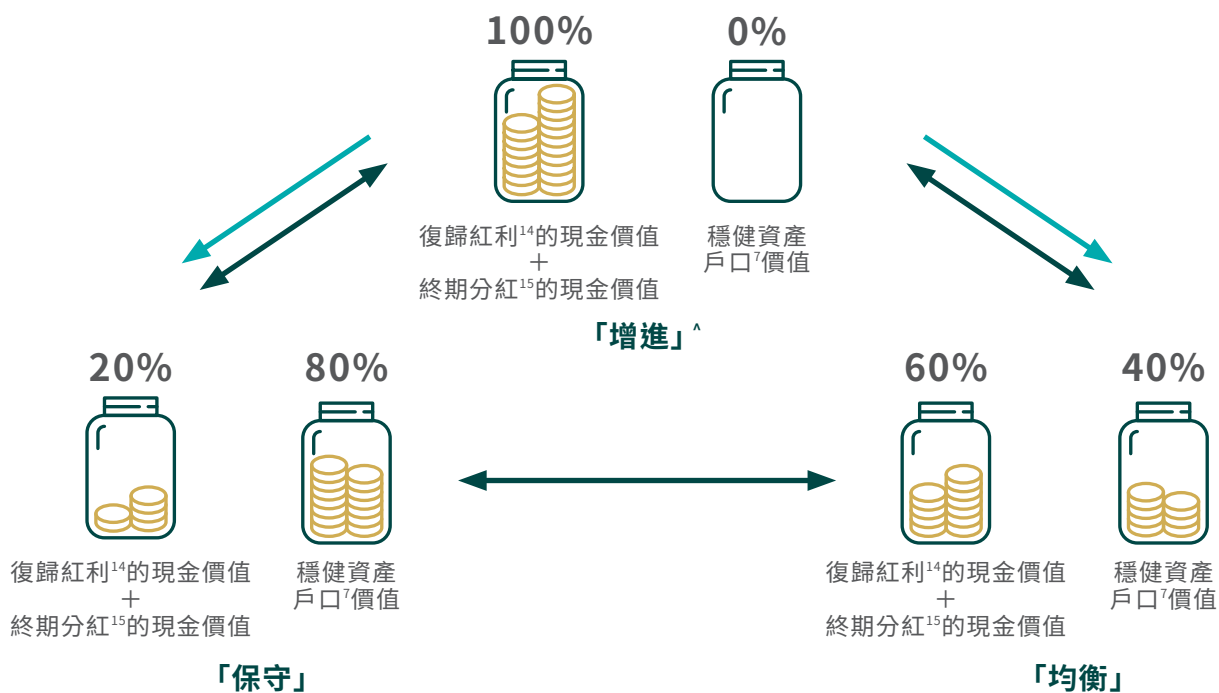 100%
0%
復歸紅利14的現金價值
+
終期分紅15的現金價值
穩健資產
戶口7價值
「增進」^
20%
80%
復歸紅利14的現金價值
+
終期分紅15的現金價值
穩健資產
戶口7價值
「保守」
60%
40%
復歸紅利14的現金價值
+
終期分紅15的現金價值
穩健資產
戶口7價值
「均衡」